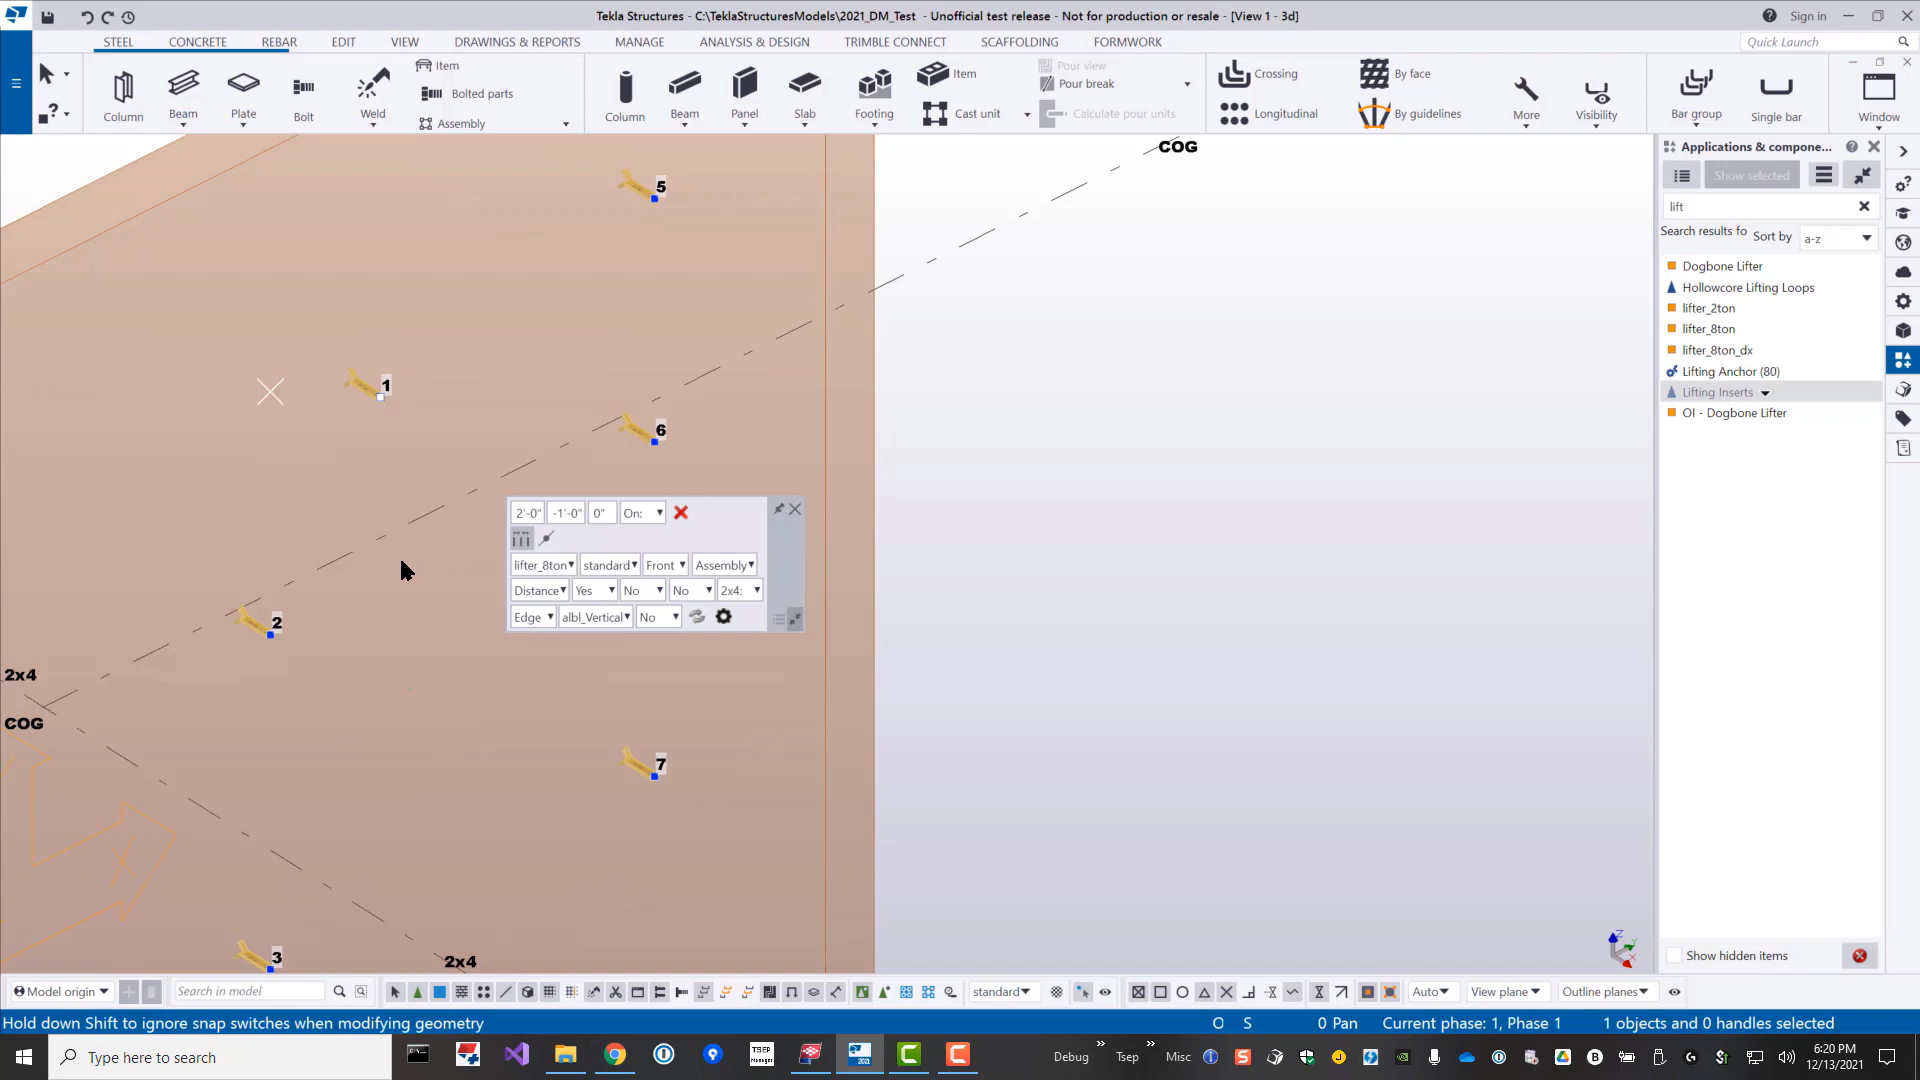 Tekla Structures - C:\TeklaStructuresModels\2021_DM_Test - Unofficial test release - Not for production or resale - [View 1 - 3d]
Sign in
STEEL CONCRETE REBAR EDIT VIEW DRAWINGS & REPORTS MANAGE ANALYSIS & DESIGN TRIMBLE CONNECT SCAFFOLDING FORMWORK
Quick Launch
Column Beam Plate Bolt Weld
Item
Bolted parts
Assembly
Column Beam Panel Slab Footing
Item
Cast unit
Pour view
Pour break
Calculate pour units
Crossing
Longitudinal
By face
By guidelines
More
Visibility
Bar group
Single bar
Window
COG
5
1
6
2
2x4
COG
7
3
2x4
2'-0" -1'-0" 0" On:
lifter_8ton standard Front Assembly
Distance Yes No No 2x4:
Edge albl_Vertical No
Applications & compone...
Show selected
lift
Search results fo Sort by a-z
Dogbone Lifter
Hollowcore Lifting Loops
lifter_2ton
lifter_8ton
lifter_8ton_dx
Lifting Anchor (80)
Lifting Inserts
OI - Dogbone Lifter
Show hidden items
Model origin
Search in model
standard
Auto
View plane
Outline planes
Hold down Shift to ignore snap switches when modifying geometry
O S 0 Pan Current phase: 1, Phase 1 1 objects and 0 handles selected
Type here to search
TSEP
Manager
Debug Tsep Misc
6:20 PM
12/13/2021